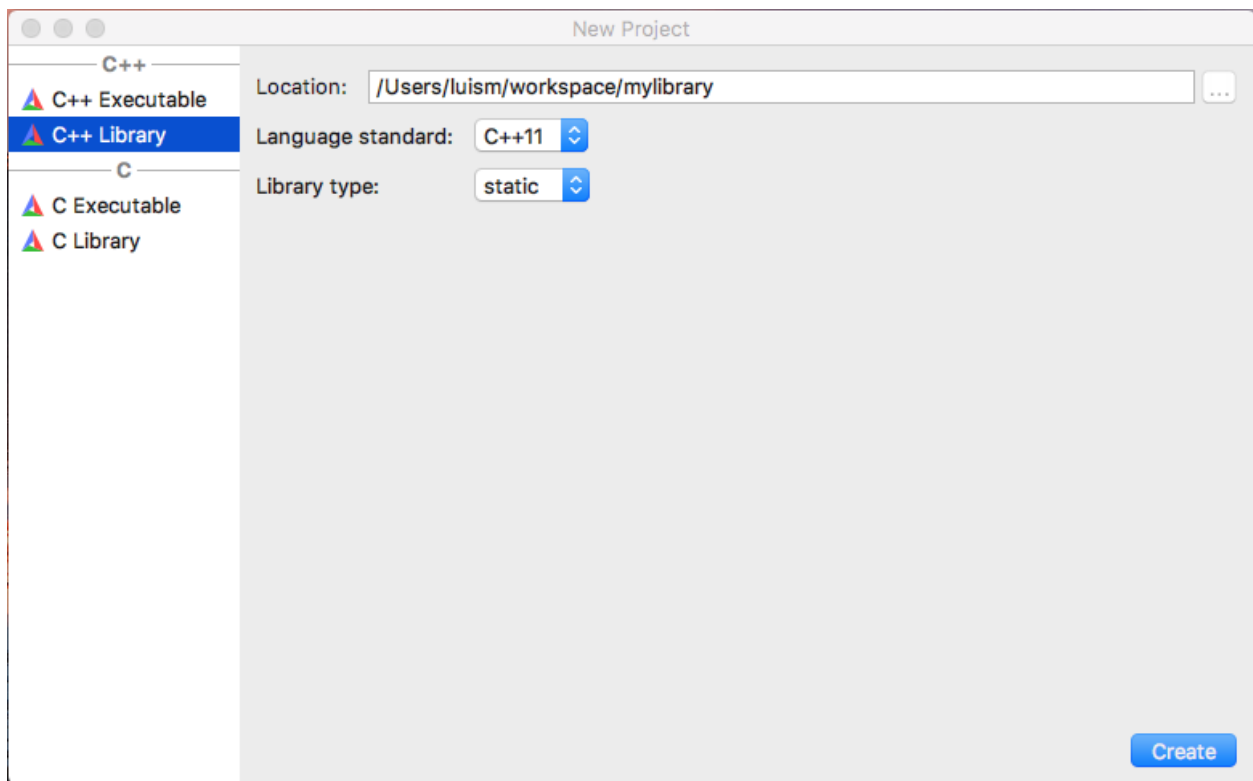 New Project
C++
C++ Executable
C++ Library
C
C Executable
C Library
Location: /Users/luism/workspace/mylibrary ...
Language standard: C++11
Library type: static
Create